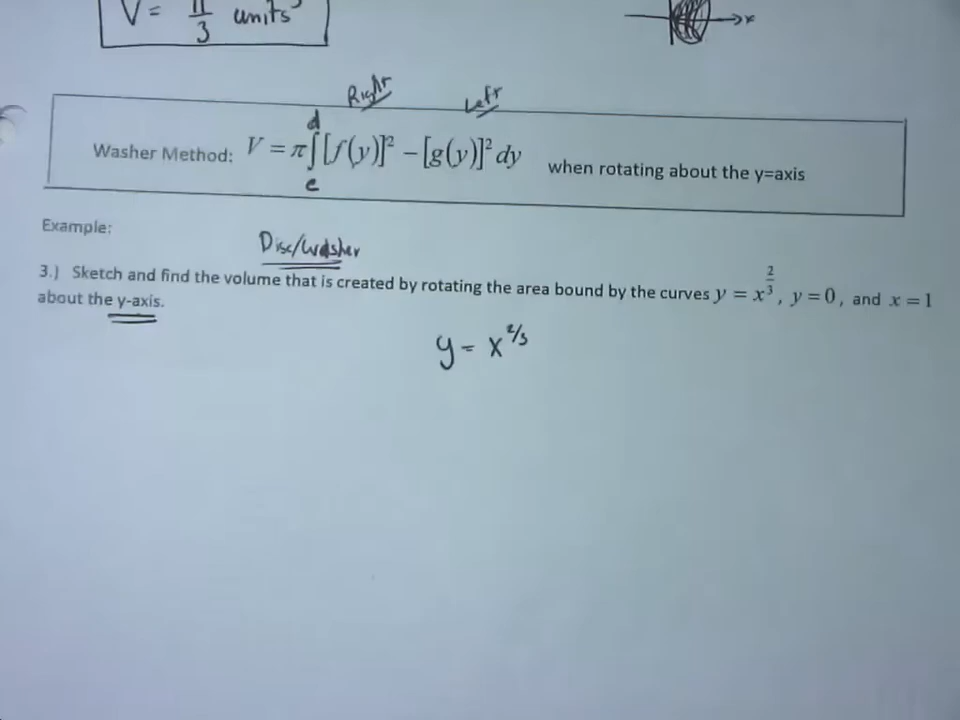 V = π/3 units³
x
Right Left
Washer Method: V = π∫[f(y)]² − [g(y)]² dy when rotating about the y=axis
d
c
Example:
Disc/Washer
3.) Sketch and find the volume that is created by rotating the area bound by the curves y = x^(2/3), y = 0, and x = 1
about the y-axis.
y = x^(2/3)